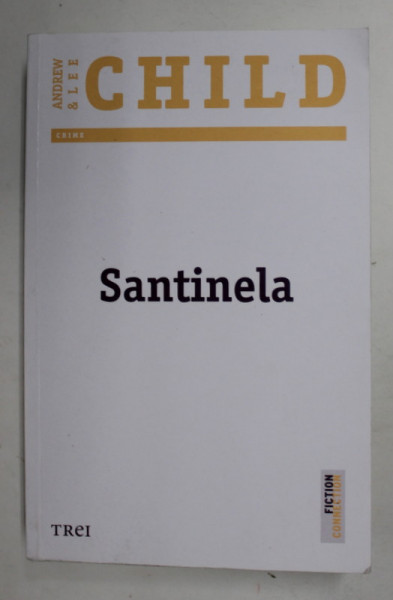 ANDREW
& LEE
CHILD
CRIME
Santinela
TREI
FICTION
CONNECTION